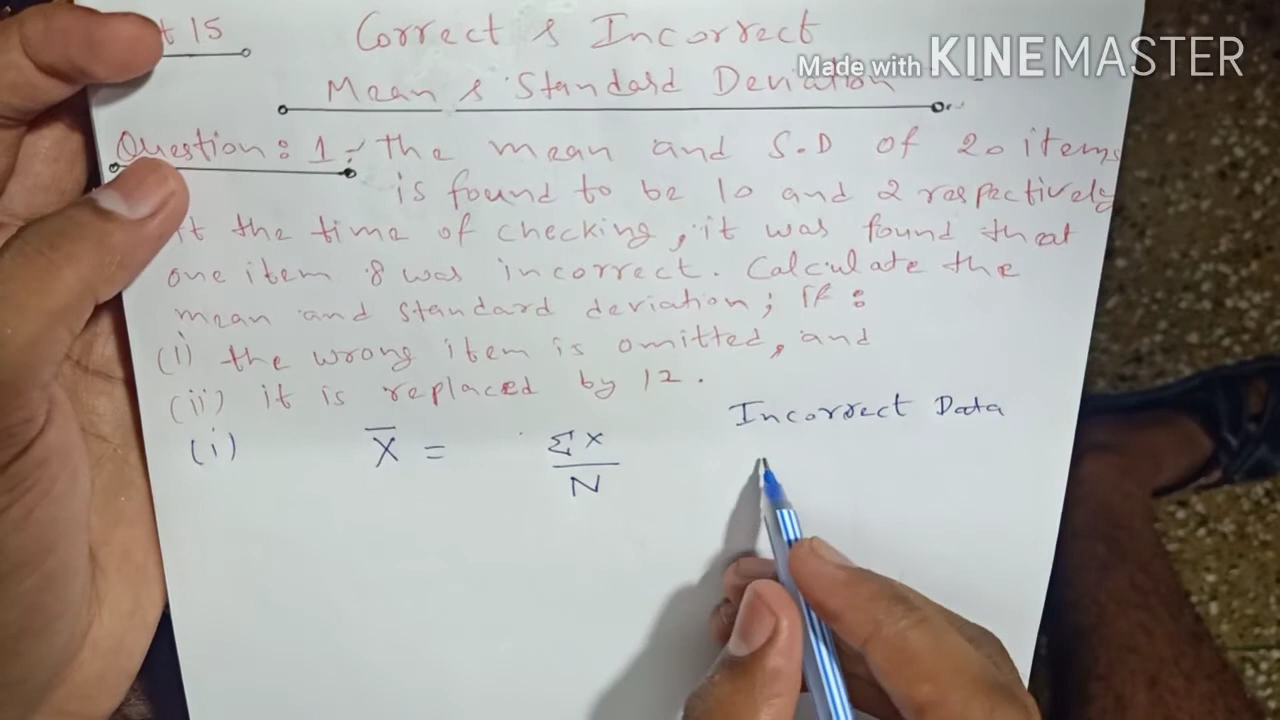 t 15
Correct & Incorrect
Made with KINEMASTER
Mean & Standard Deviation
Question: 1:- The mean and S.D of 20 items
is found to be 10 and 2 respectively
t the time of checking, it was found that
one item 8 was incorrect. Calculate the
mean and standard deviation; If :
(i) the wrong item is omitted, and
(ii) it is replaced by 12.
Incorrect Data
(i) X̄ = ΣX
N